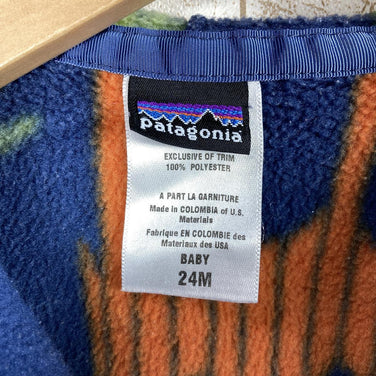 patagonia
EXCLUSIVE OF TRIM
100% POLYESTER
A PART LA GARNITURE
Made in COLOMBIA of U.S.
Materials
Fabrique EN COLOMBIE des
Materiaux des USA
BABY
24M